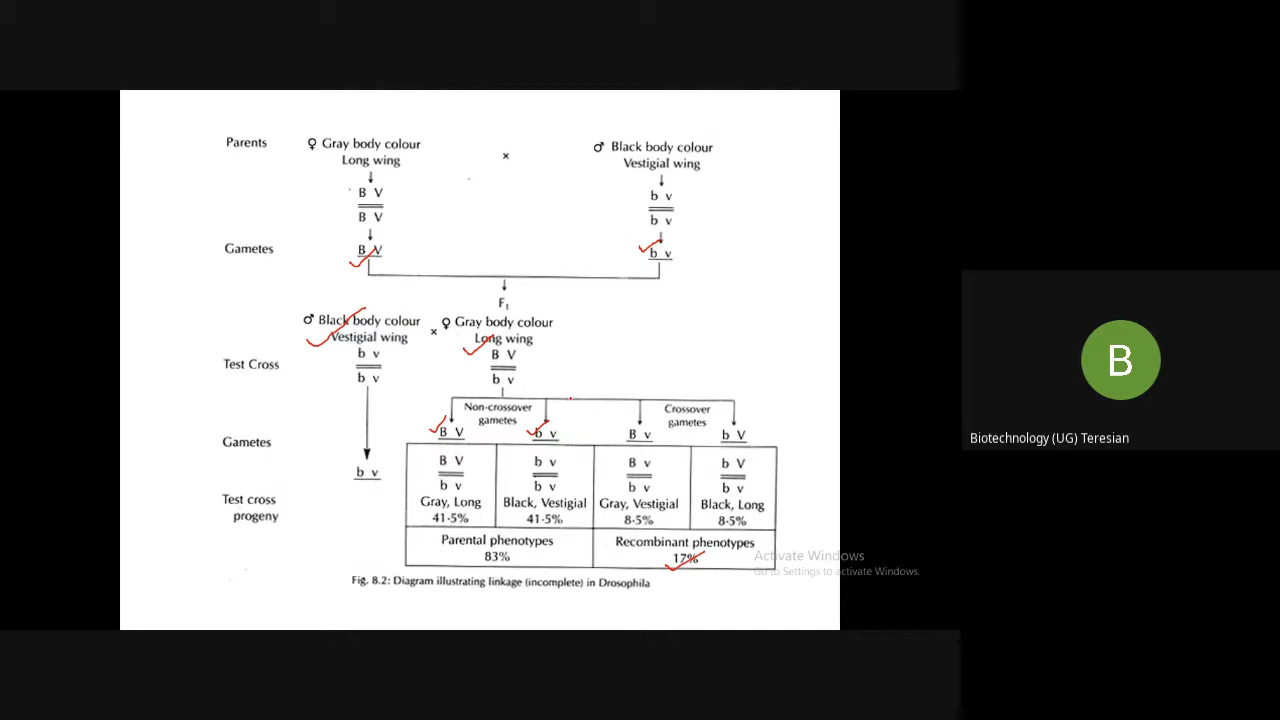 Parents
♀ Gray body colour
Long wing
×
♂ Black body colour
Vestigial wing
B V
B V
b v
b v
Gametes
B V
b v
F1
♂ Black body colour
Vestigial wing
×
♀ Gray body colour
Long wing
Test Cross
b v
b v
B V
b v
Non-crossover
gametes
Crossover
gametes
Gametes
B V
b v
B v
b V
b v
Test cross
progeny
B V
b v
Gray, Long
41·5%
b v
b v
Black, Vestigial
41·5%
B v
b v
Gray, Vestigial
8·5%
b V
b v
Black, Long
8·5%
Parental phenotypes
83%
Recombinant phenotypes
17%
Fig. 8.2: Diagram illustrating linkage (incomplete) in Drosophila
Activate Windows
Go to Settings to activate Windows.
B
Biotechnology (UG) Teresian